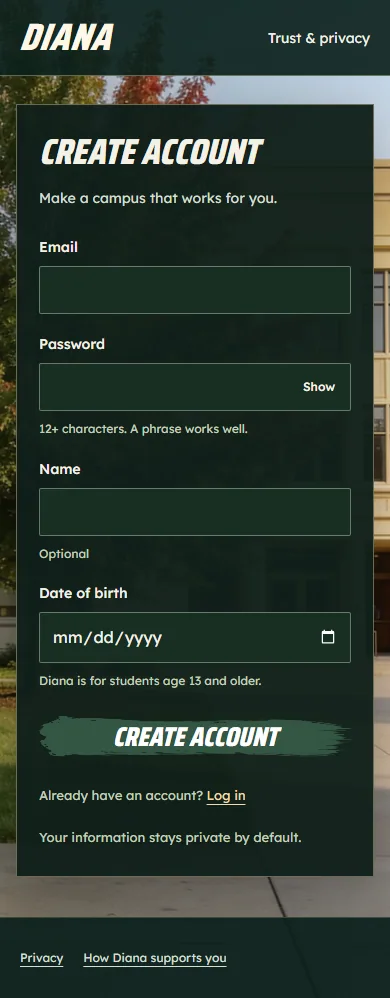 DIANA
Trust & privacy
CREATE ACCOUNT
Make a campus that works for you.
Email
Password
Show
12+ characters. A phrase works well.
Name
Optional
Date of birth
mm/dd/yyyy
Diana is for students age 13 and older.
CREATE ACCOUNT
Already have an account? Log in
Your information stays private by default.
Privacy
How Diana supports you